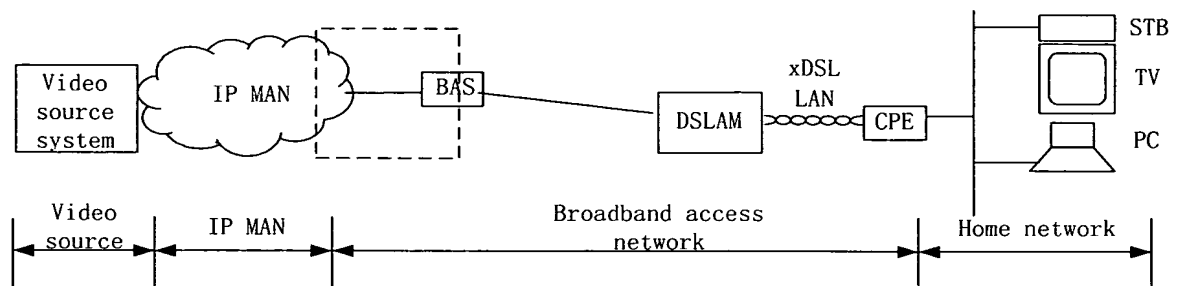 Video
source
system
IP MAN
BAS
DSLAM
xDSL
LAN
CPE
STB
TV
PC
Video
source
IP MAN
Broadband access
network
Home network